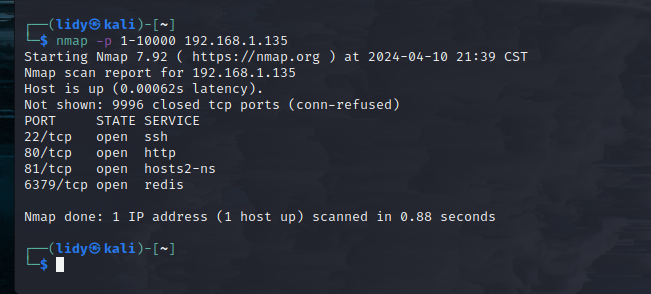 ┌──(lidy㉿kali)-[~]
└─$ nmap -p 1-10000 192.168.1.135
Starting Nmap 7.92 ( https://nmap.org ) at 2024-04-10 21:39 CST
Nmap scan report for 192.168.1.135
Host is up (0.00062s latency).
Not shown: 9996 closed tcp ports (conn-refused)
PORT     STATE SERVICE
22/tcp   open  ssh
80/tcp   open  http
81/tcp   open  hosts2-ns
6379/tcp open  redis
Nmap done: 1 IP address (1 host up) scanned in 0.88 seconds
┌──(lidy㉿kali)-[~]
└─$